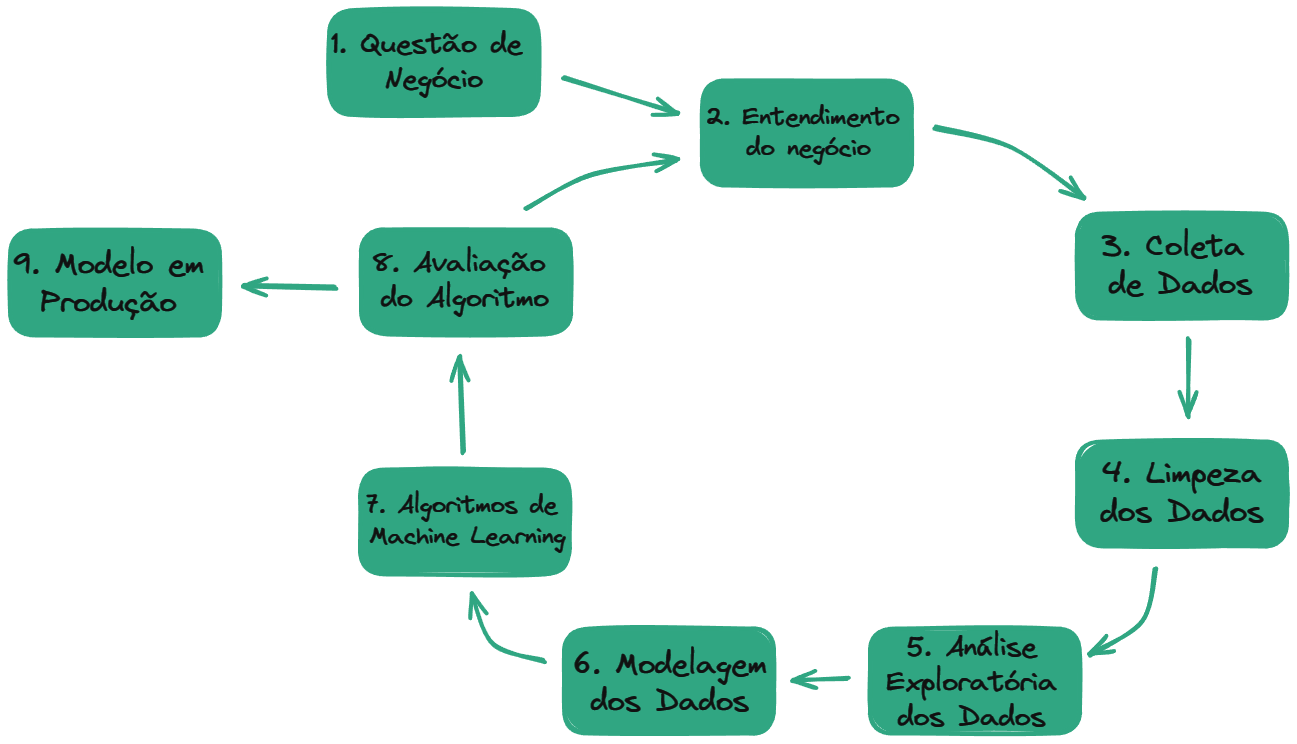 1. Questão de
Negócio
2. Entendimento
do negócio
3. Coleta
de Dados
4. Limpeza
dos Dados
5. Análise
Exploratória
dos Dados
6. Modelagem
dos Dados
7. Algoritmos de
Machine Learning
8. Avaliação
do Algoritmo
9. Modelo em
Produção